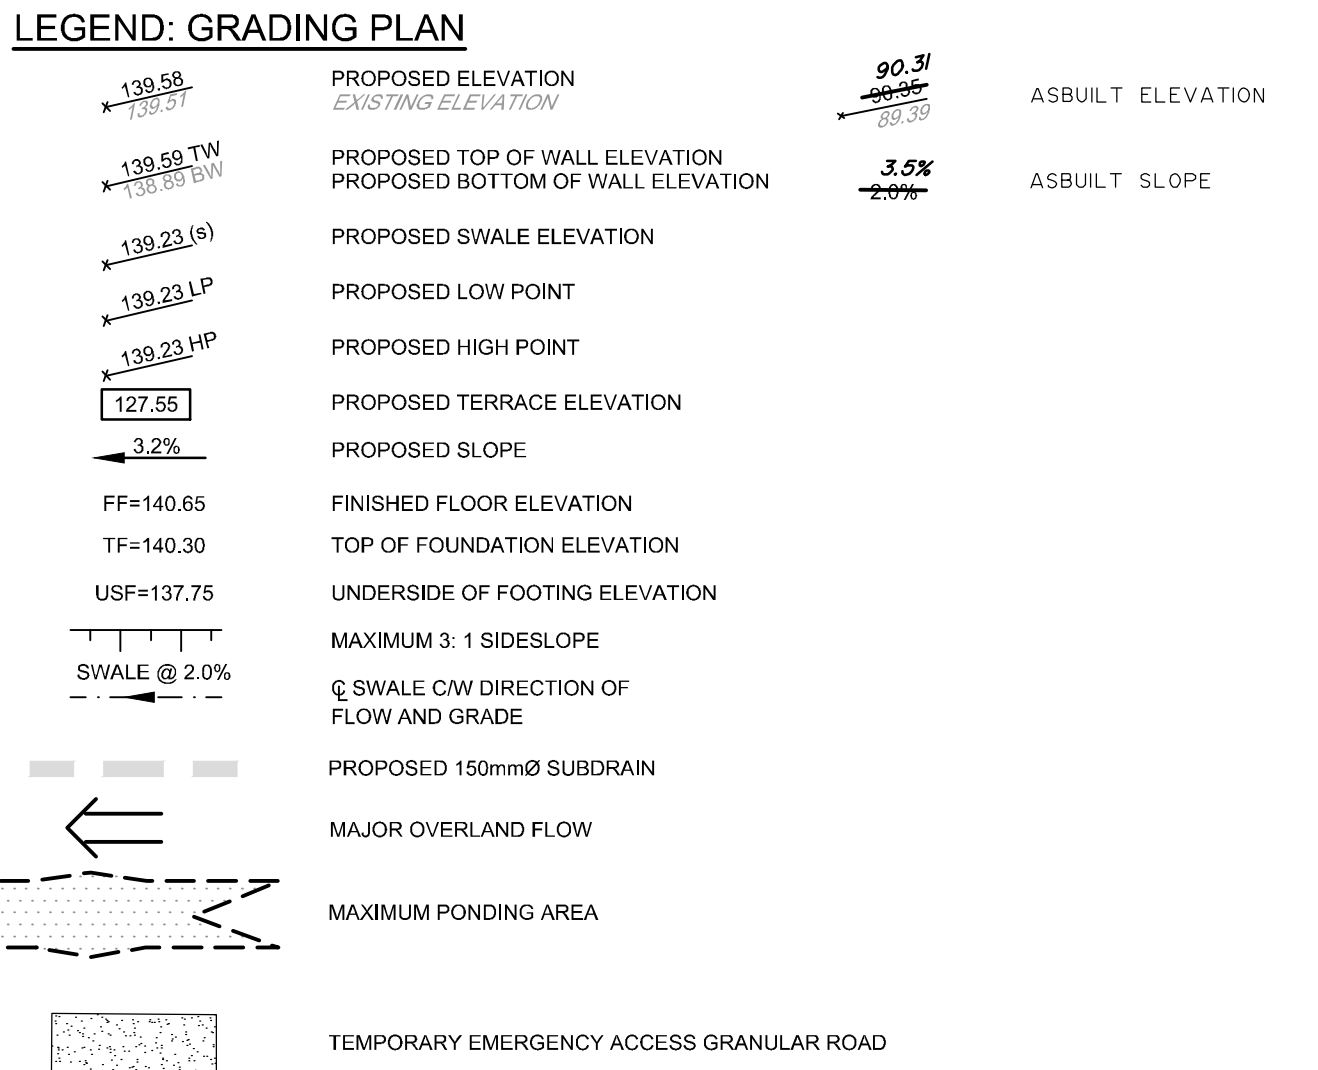 LEGEND: GRADING PLAN
139.58
139.51
PROPOSED ELEVATION
EXISTING ELEVATION
90.31
90.35
89.39
ASBUILT ELEVATION
139.59 TW
138.89 BW
PROPOSED TOP OF WALL ELEVATION
PROPOSED BOTTOM OF WALL ELEVATION
3.5%
2.0%
ASBUILT SLOPE
139.23 (s)
PROPOSED SWALE ELEVATION
139.23 LP
PROPOSED LOW POINT
139.23 HP
PROPOSED HIGH POINT
127.55
PROPOSED TERRACE ELEVATION
3.2%
PROPOSED SLOPE
FF=140.65
FINISHED FLOOR ELEVATION
TF=140.30
TOP OF FOUNDATION ELEVATION
USF=137.75
UNDERSIDE OF FOOTING ELEVATION
MAXIMUM 3: 1 SIDESLOPE
SWALE @ 2.0%
℄ SWALE C/W DIRECTION OF
FLOW AND GRADE
PROPOSED 150mmØ SUBDRAIN
MAJOR OVERLAND FLOW
MAXIMUM PONDING AREA
TEMPORARY EMERGENCY ACCESS GRANULAR ROAD